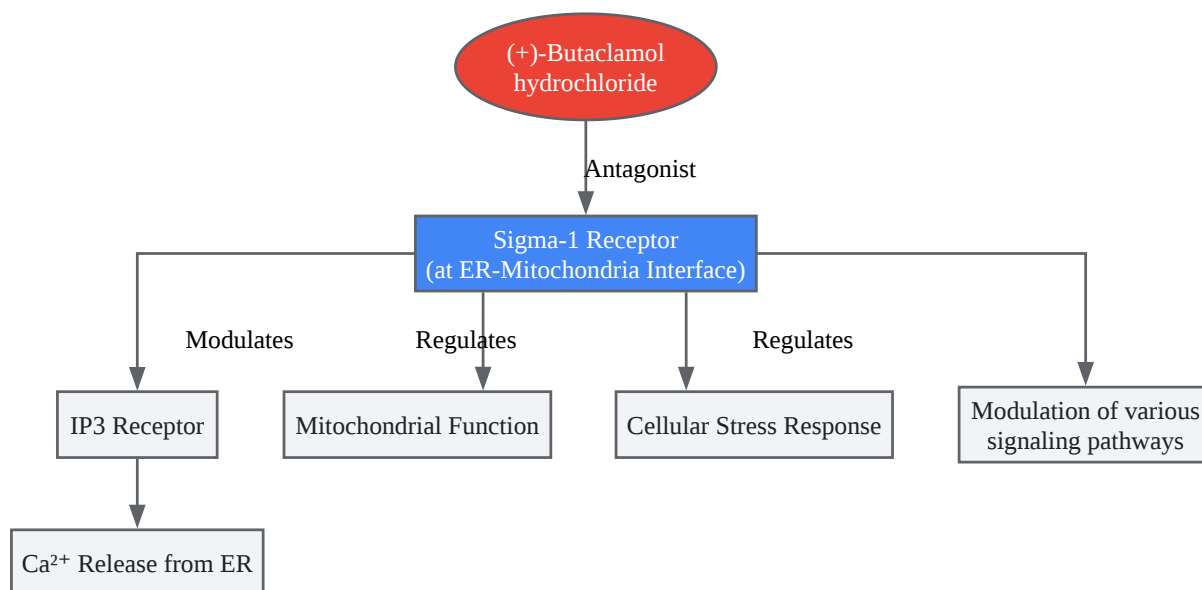 (+)-Butaclamol
hydrochloride
Antagonist
Sigma-1 Receptor
(at ER-Mitochondria Interface)
Modulates
Regulates
Regulates
IP3 Receptor
Mitochondrial Function
Cellular Stress Response
Modulation of various
signaling pathways
Ca²⁺ Release from ER